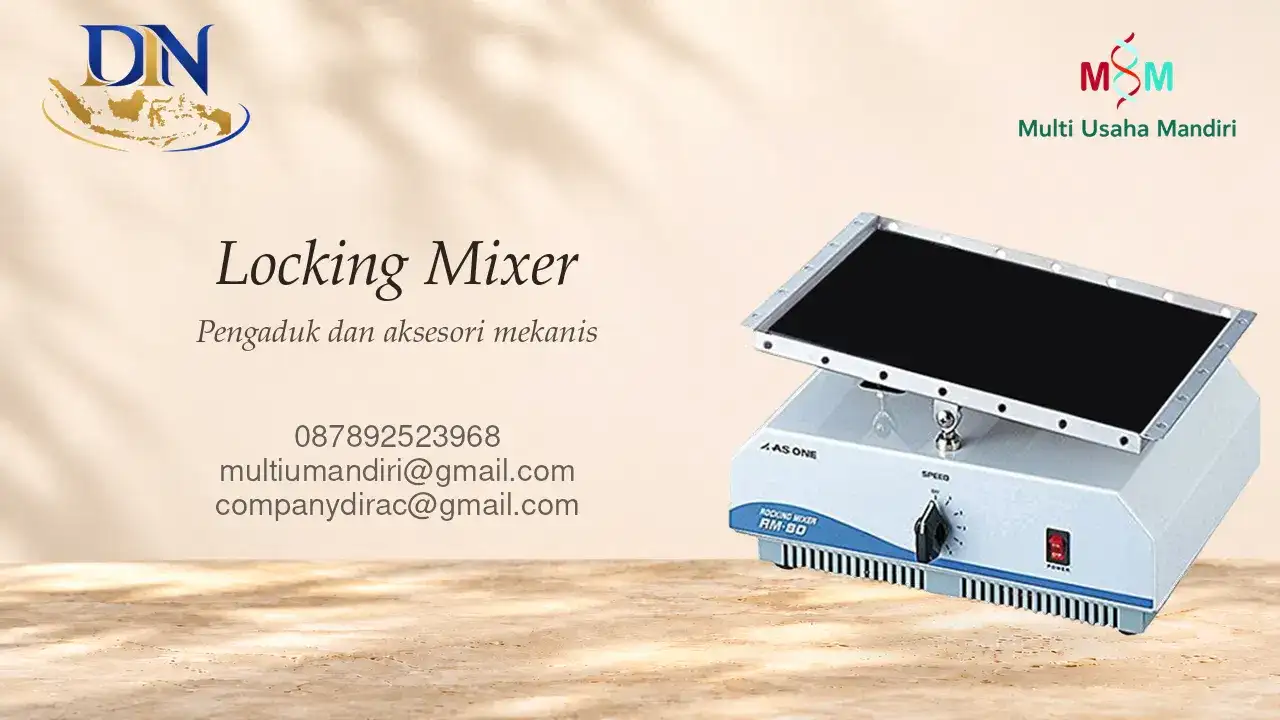 DIN
MSM
Multi Usaha Mandiri
Locking Mixer
Pengaduk dan aksesori mekanis
087892523968
multiumandiri@gmail.com
companydirac@gmail.com
AS ONE
SPEED
ROCKING MIXER
RM-80
POWER